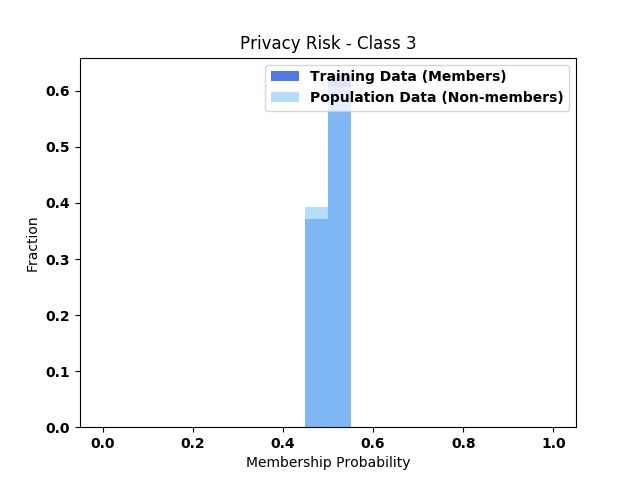 Privacy Risk - Class 3
Training Data (Members)
Population Data (Non-members)
0.6
0.5
0.4
0.3
0.2
0.1
0.0
Fraction
0.0 0.2 0.4 0.6 0.8 1.0
Membership Probability